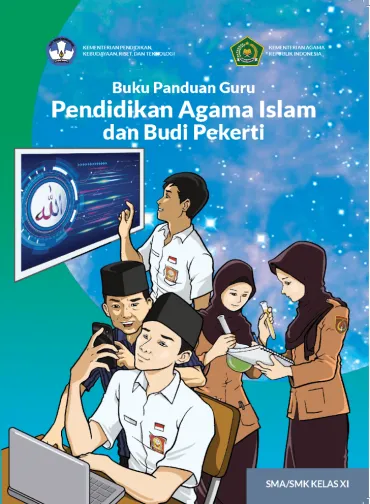 KEMENTERIAN PENDIDIKAN,
KEBUDAYAAN, RISET, DAN TEKNOLOGI
KEMENTERIAN AGAMA
REPUBLIK INDONESIA
Buku Panduan Guru
Pendidikan Agama Islam
dan Budi Pekerti
الله
SMA/SMK KELAS XI